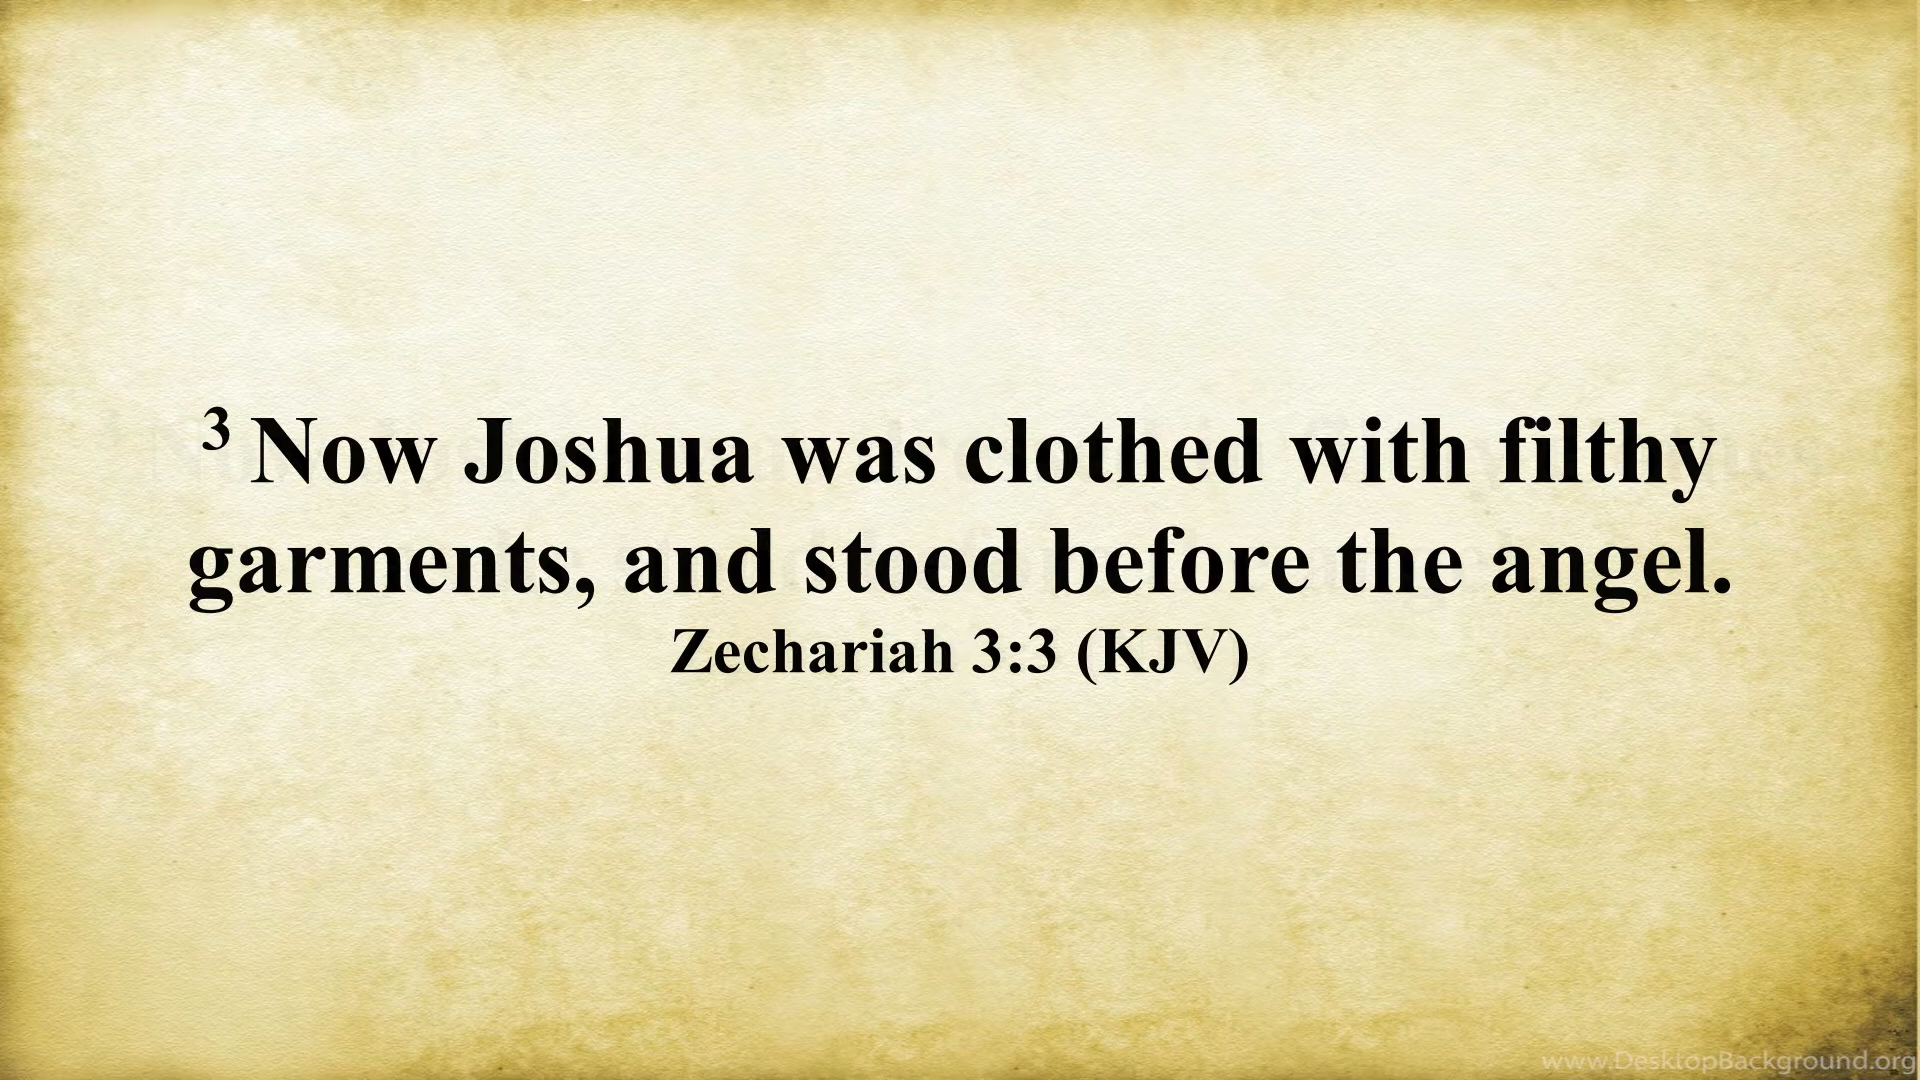 3 Now Joshua was clothed with filthy
garments, and stood before the angel.
Zechariah 3:3 (KJV)
www.DesktopBackground.org